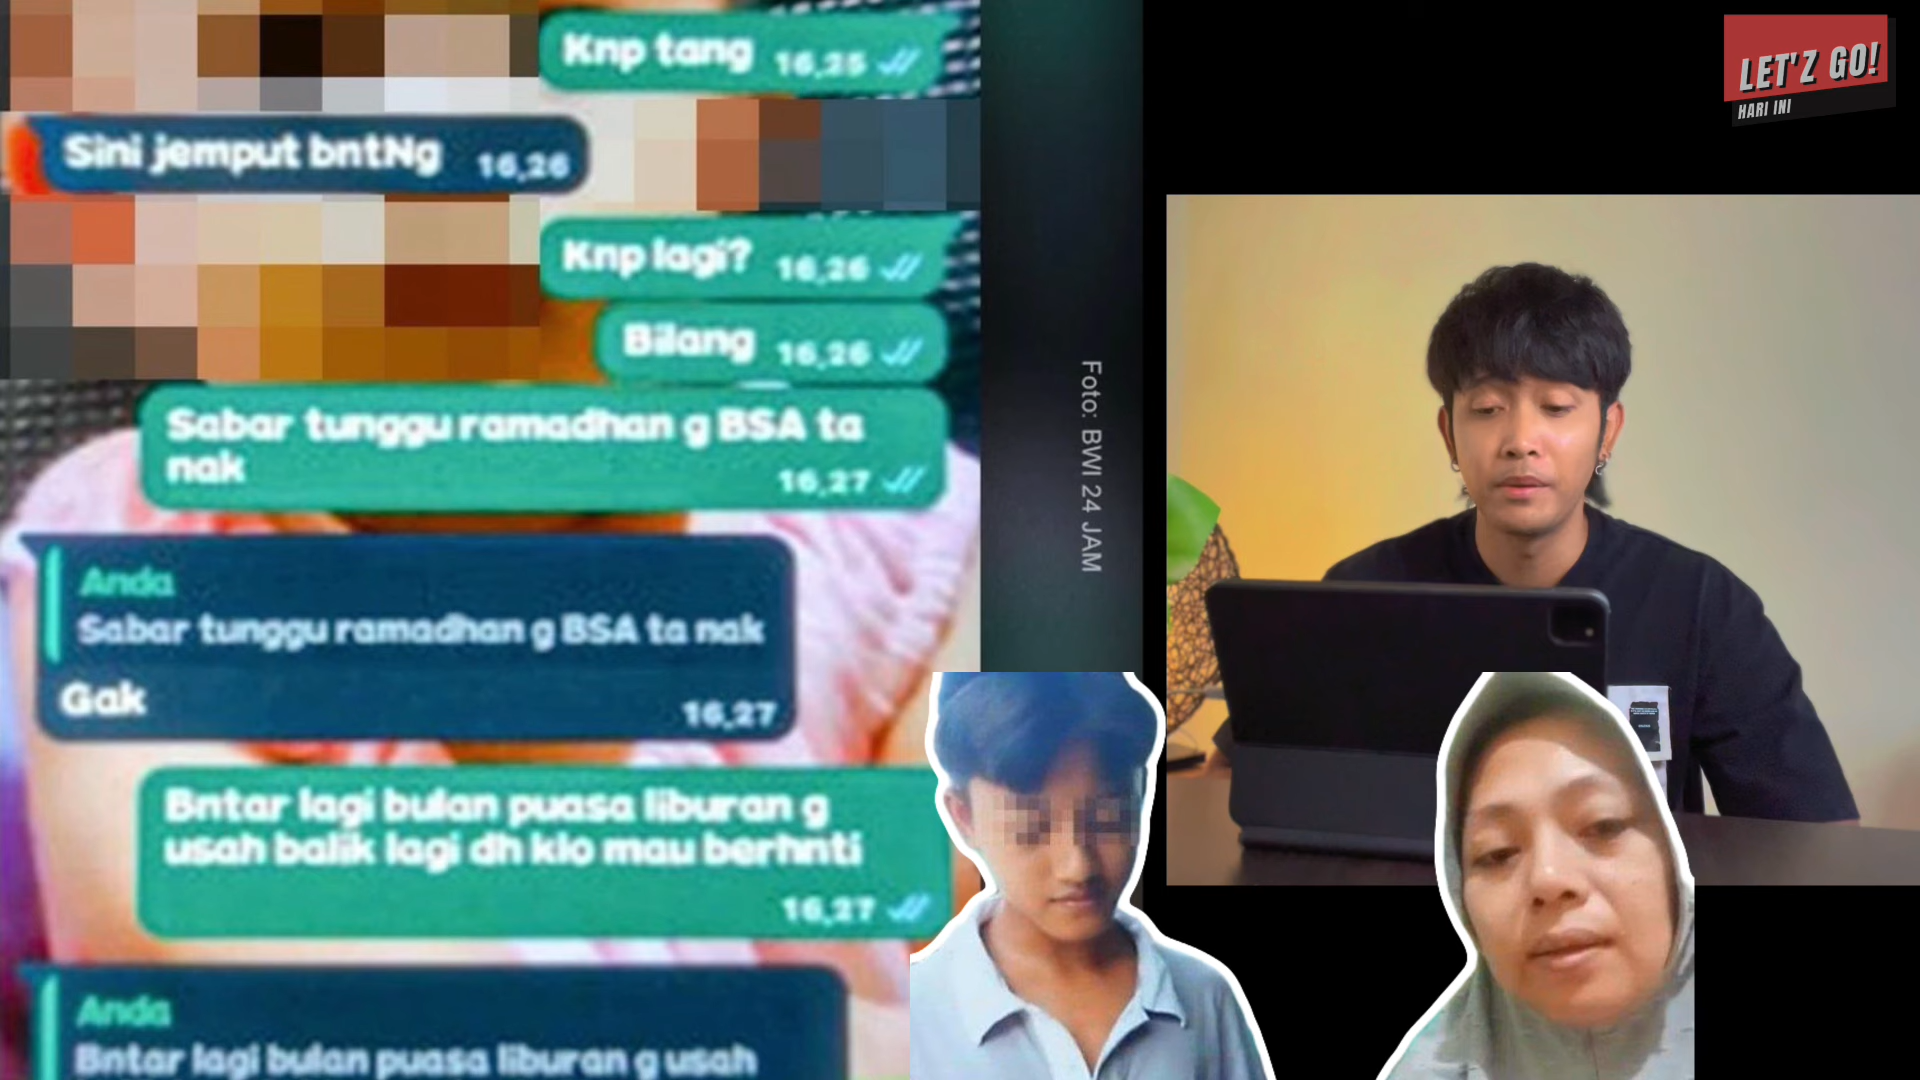 Knp tang 16,25
Sini jemput bntNg 16,26
Knp lagi? 16,26
Bilang 16,26
Sabar tunggu ramadhan g BSA ta
nak
16,27
Anda
Sabar tunggu ramadhan g BSA ta nak
Gak
16,27
Bntar lagi bulan puasa liburan g
usah balik lagi dh klo mau berhnti
16,27
Anda
Bntar lagi bulan puasa liburan g usah
Foto: BWI 24 JAM
LET'Z GO!
HARI INI